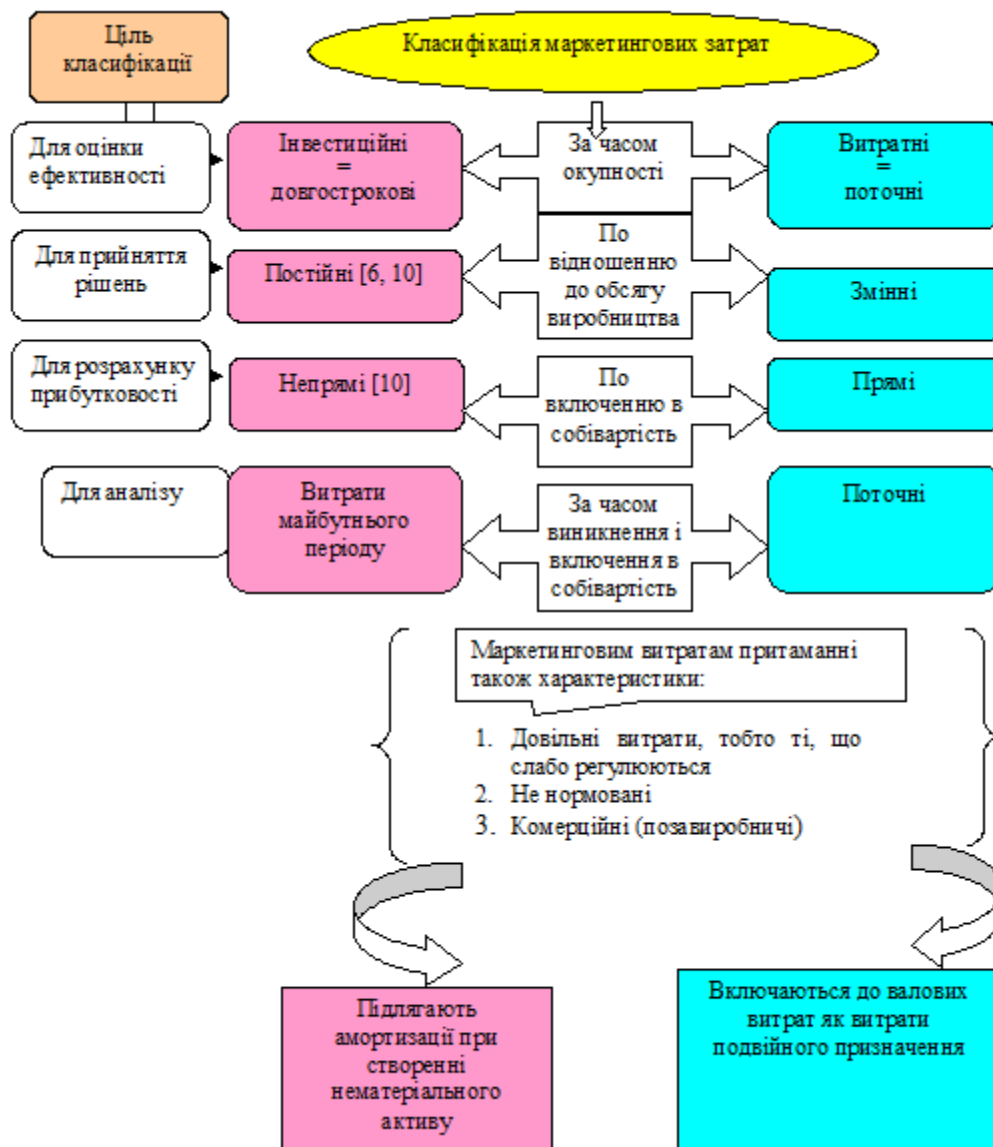 Ціль
класифікації
Класифікація маркетингових затрат
Для оцінки
ефективності
Інвестиційні
=
довгострокові
За часом
окупності
Витратні
=
поточні
Для прийняття
рішень
Постійні [6, 10]
По
відношенню
до обсягу
виробництва
Змінні
Для розрахунку
прибутковості
Непрямі [10]
По
включенню в
собівартість
Прямі
Для аналізу
Витрати
майбутнього
періоду
За часом
виникнення і
включення в
собівартість
Поточні
Маркетинговим витратам притаманні
також характеристики:
1. Довільні витрати, тобто ті, що
слабо регулюються
2. Не нормовані
3. Комерційні (позавиробничі)
Підлягають
амортизації при
створенні
нематеріального
активу
Включаються до валових
витрат як витрати
подвійного призначення